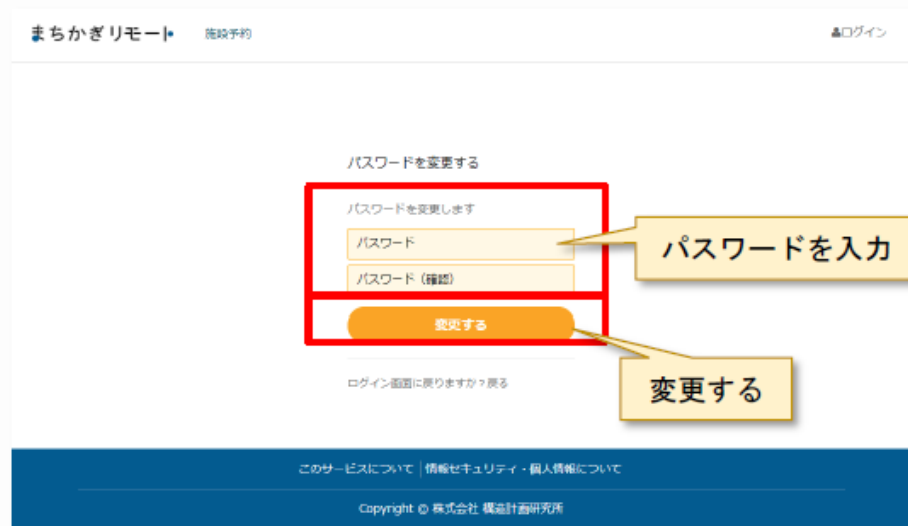 まちかぎリモート 施設予約 ログイン
パスワードを変更する
パスワードを変更します
パスワード
パスワードを入力
パスワード（確認）
変更する
変更する
ログイン画面に戻りますか？戻る
このサービスについて | 情報セキュリティ・個人情報について
Copyright © 株式会社 構造計画研究所